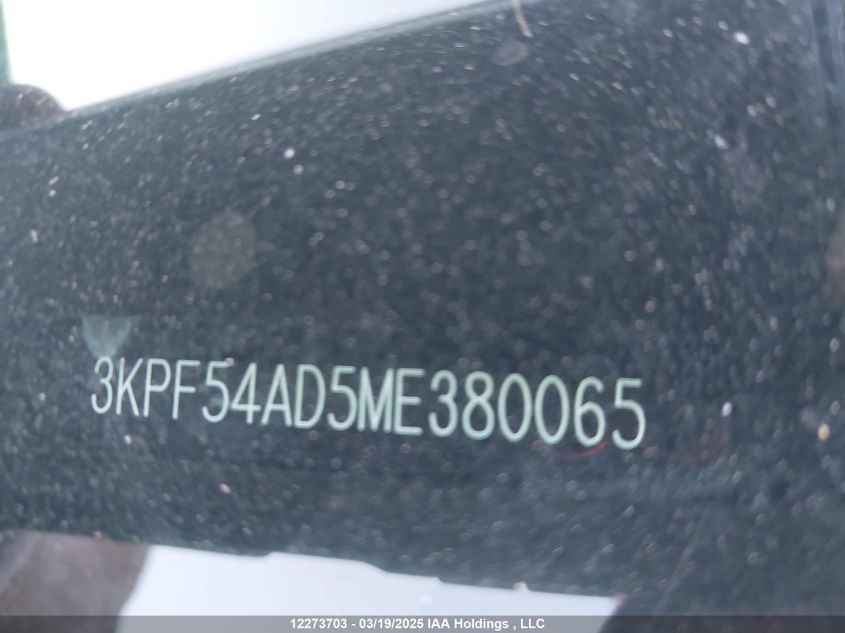 3KPF54AD5ME380065
12273703 - 03/19/2025 IAA Holdings , LLC